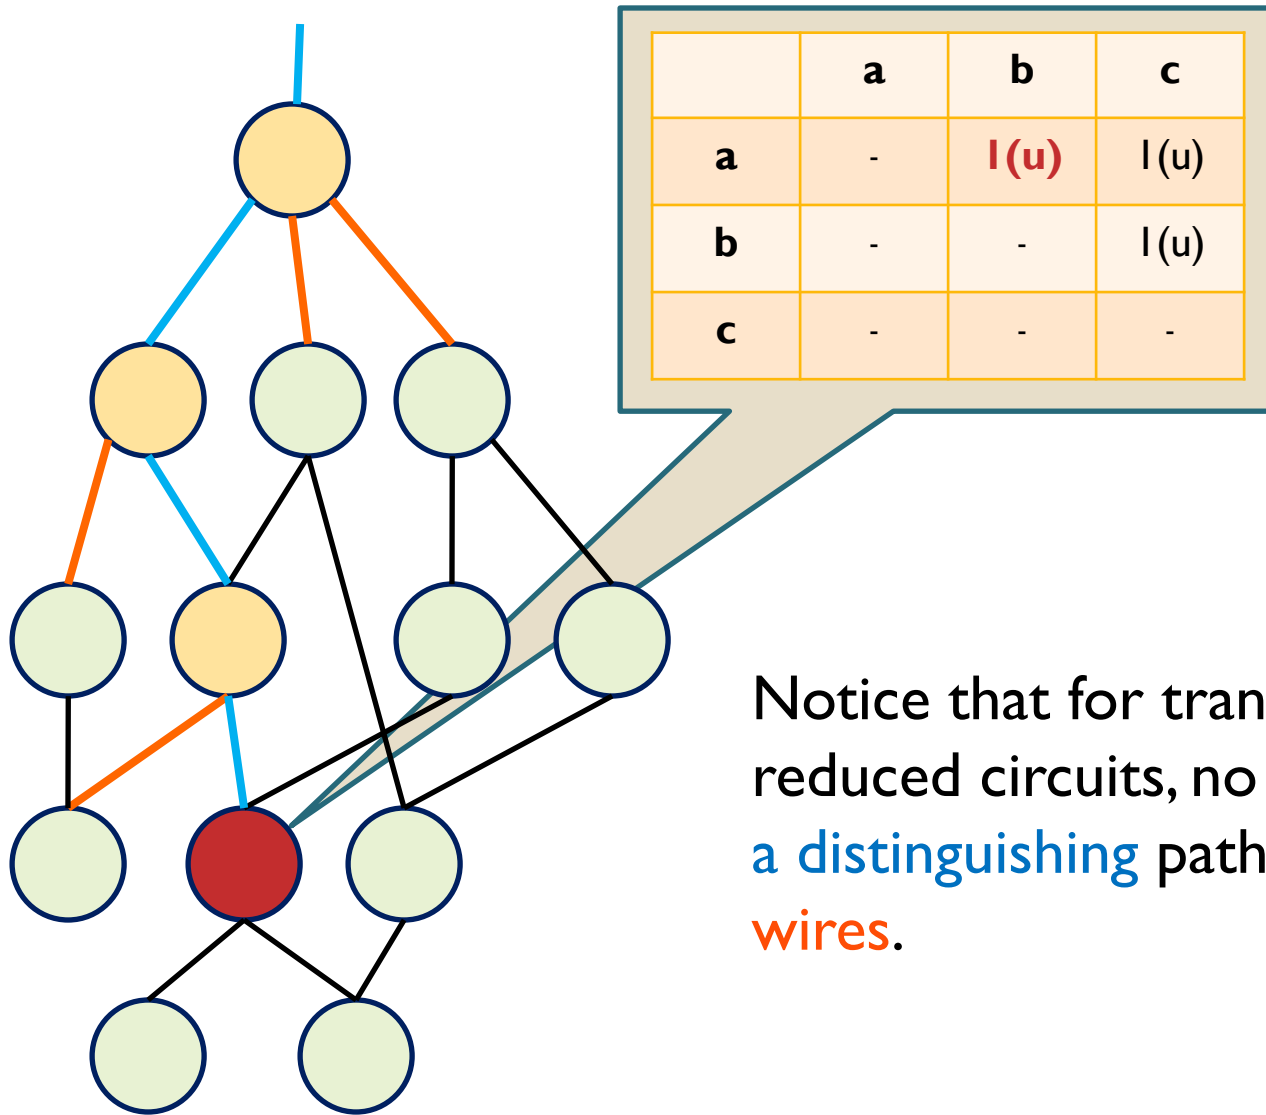 a b c
a - l(u) l(u)
b - - l(u)
c - - -
Notice that for tran
reduced circuits, no
a distinguishing path
wires.